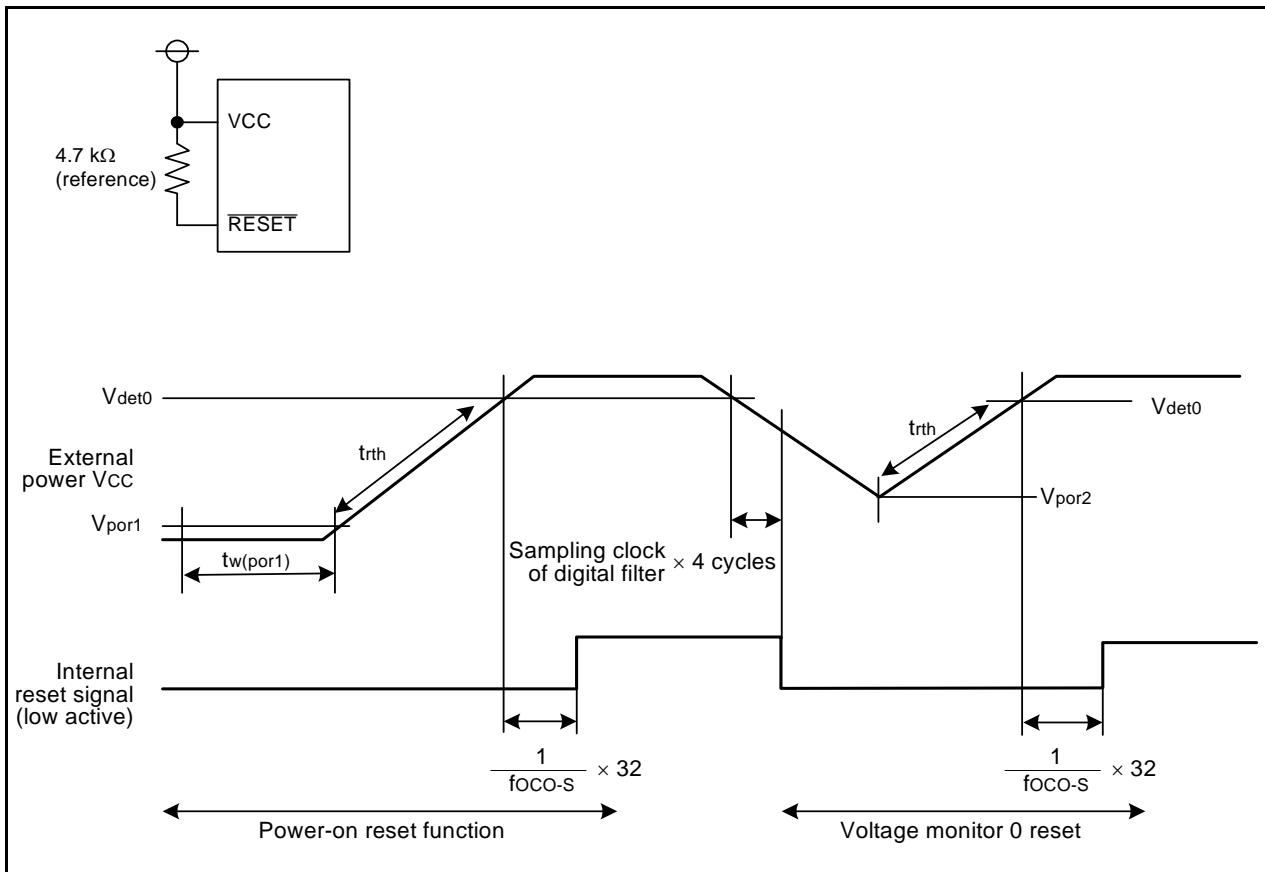 VCC
4.7 kΩ
(reference)
RESET
Vdet0
trth
External
power VCC
Vpor1
tw(por1)
Sampling clock
of digital filter × 4 cycles
trth
Vdet0
Vpor2
Internal
reset signal
(low active)
1
fOCO-S × 32
1
fOCO-S × 32
Power-on reset function
Voltage monitor 0 reset